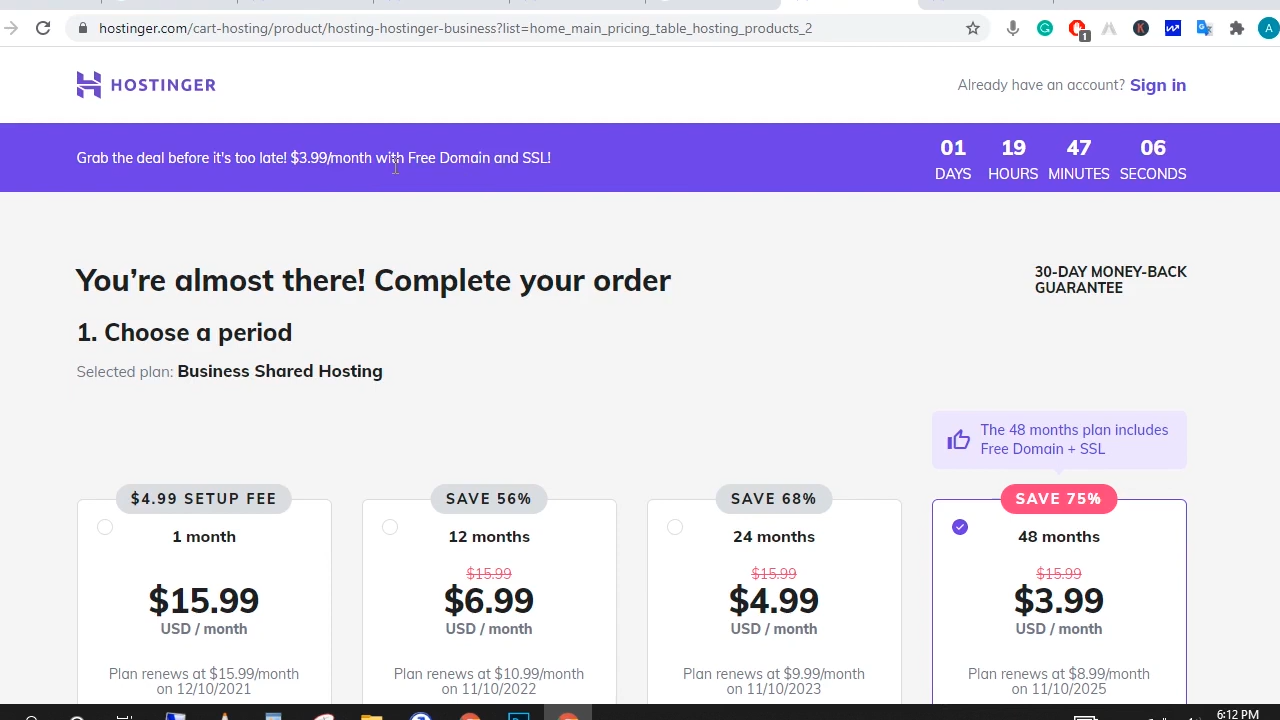 hostinger.com/cart-hosting/product/hosting-hostingerbusiness?list=home_main_pricing_table_hosting_products_2
1
K
A
HOSTINGER
Already have an account? Sign in
Grab the deal before it's too late! $3.99/month with Free Domain and SSL!
01 19 47 06
DAYS HOURS MINUTES SECONDS
You're almost there! Complete your order
30-DAY MONEY-BACK
GUARANTEE
1. Choose a period
Selected plan: Business Shared Hosting
The 48 months plan includes
Free Domain + SSL
$4.99 SETUP FEE
1 month
$15.99
USD / month
Plan renews at $15.99/month
on 12/10/2021
SAVE 56%
12 months
$15.99
$6.99
USD / month
Plan renews at $10.99/month
on 11/10/2022
SAVE 68%
24 months
$15.99
$4.99
USD / month
Plan renews at $9.99/month
on 11/10/2023
SAVE 75%
48 months
$15.99
$3.99
USD / month
Plan renews at $8.99/month
on 11/10/2025
6:12 PM